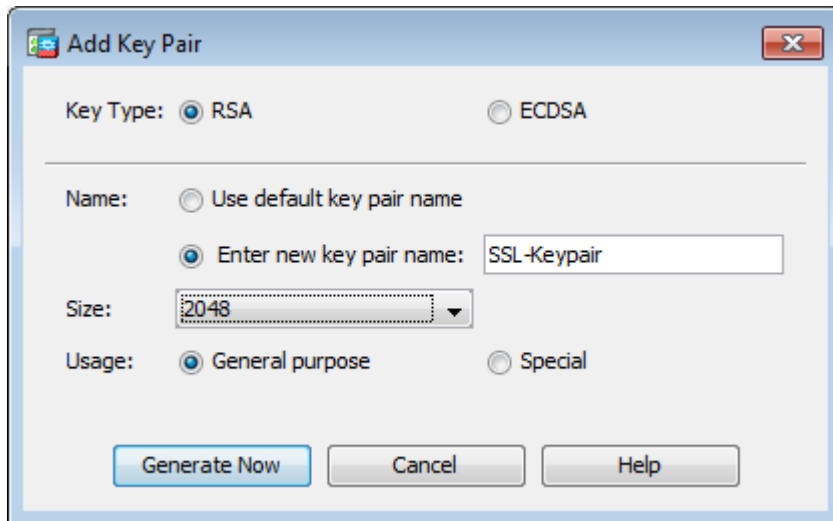 Add Key Pair
Key Type: RSA ECDSA
Name: Use default key pair name
Enter new key pair name: SSL-Keypair
Size: 2048
Usage: General purpose Special
Generate Now Cancel Help